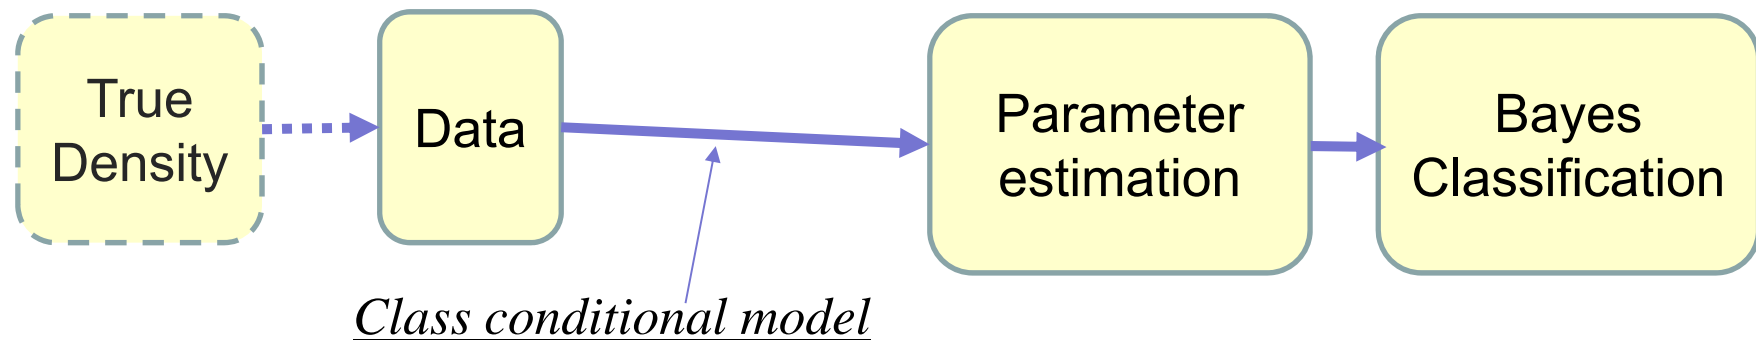 True
Density
Data
Parameter
estimation
Bayes
Classification
Class conditional model